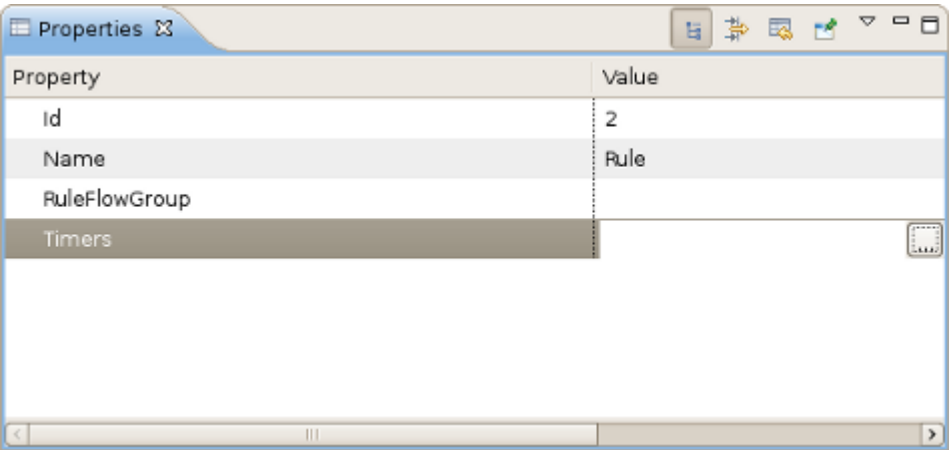 Properties
Property Value
Id 2
Name Rule
RuleFlowGroup
Timers ...